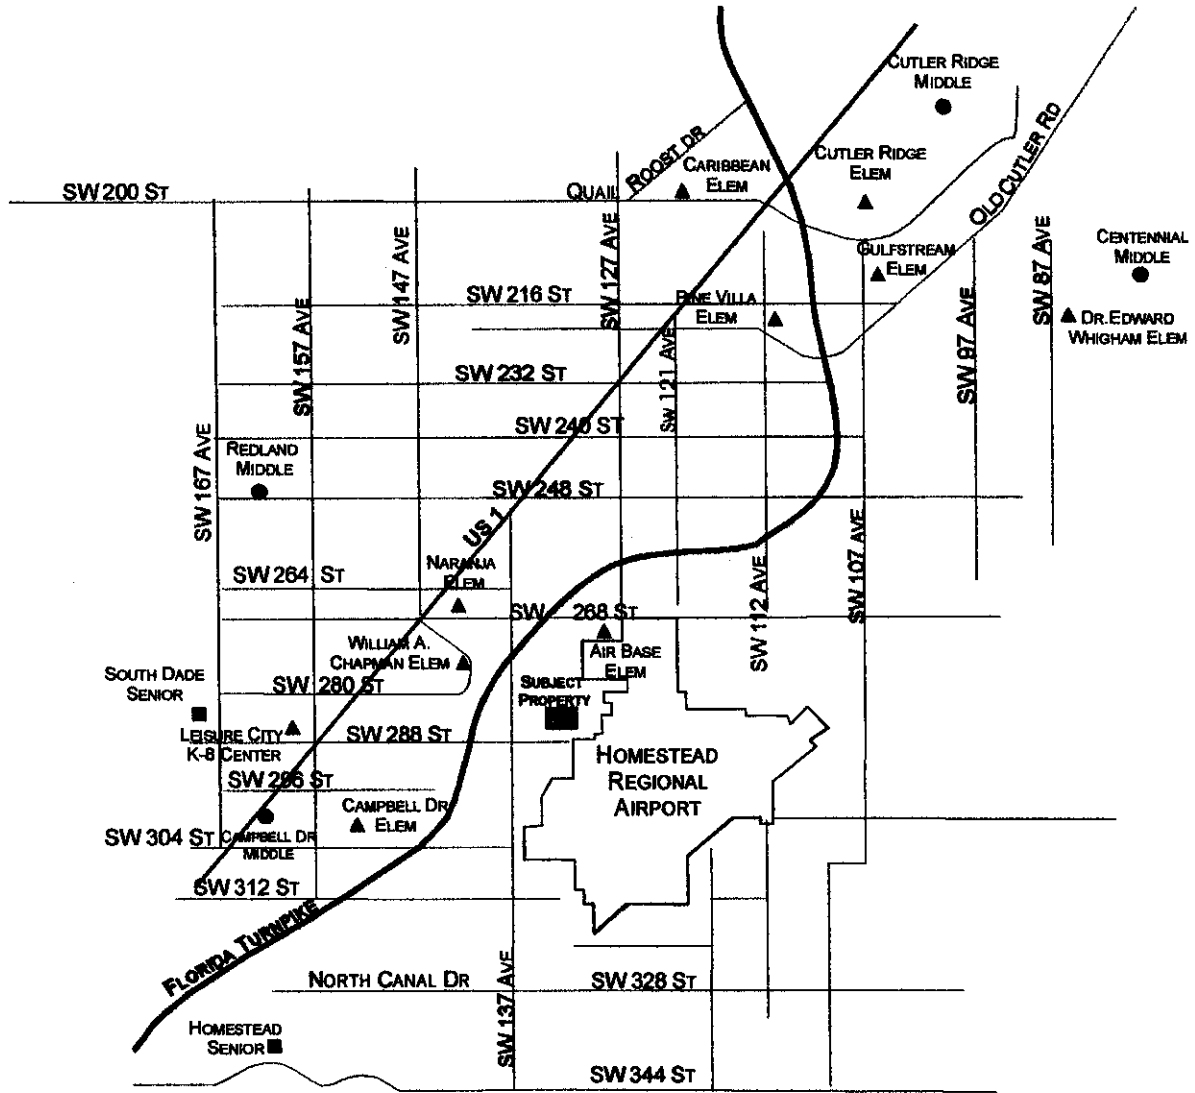 CUTLER RIDGE
MIDDLE
OLD CUTLER RD
ROOST DR
CARIBBEAN
ELEM
CUTLER RIDGE
ELEM
SW 200 ST
QUAIL
SW 147 AVE
SW 127 AVE
GULFSTREAM
ELEM
SW 87 AVE
CENTENNIAL
MIDDLE
SW 216 ST
PINE VILLA
ELEM
SW 157 AVE
SW 121 AVE
SW 97 AVE
DR. EDWARD
WHIGHAM ELEM
SW 232 ST
SW 240 ST
SW 167 AVE
REDLAND
MIDDLE
SW 248 ST
US 1
SW 107 AVE
NARANJA
ELEM
SW 264 ST
SW 112 AVE
SW 268 ST
WILLIAM A.
CHAPMAN ELEM
AIR BASE
ELEM
SOUTH DADE
SENIOR
SW 280 ST
SUBJECT
PROPERTY
LEISURE CITY
K-8 CENTER
SW 288 ST
HOMESTEAD
REGIONAL
AIRPORT
SW 296 ST
CAMPBELL DR
ELEM
SW 304 ST
CAMPBELL DR
MIDDLE
SW 312 ST
FLORIDA TURNPIKE
NORTH CANAL DR
SW 137 AVE
SW 328 ST
HOMESTEAD
SENIOR
SW 344 ST